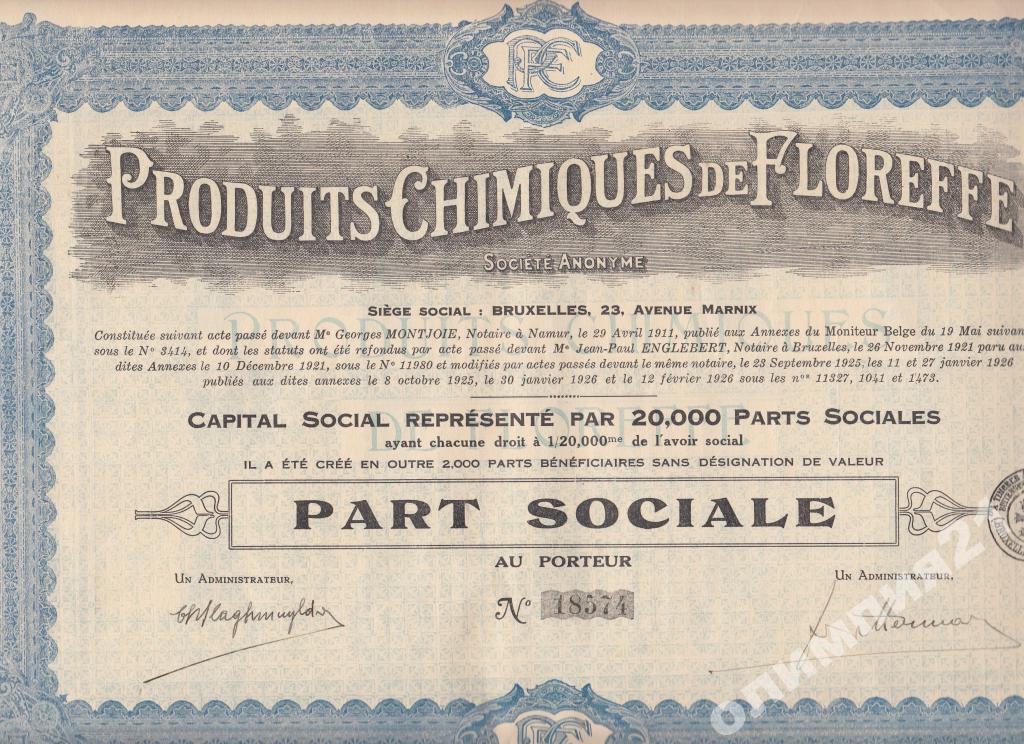 PFC
PRODUITS CHIMIQUES DE FLOREFFE
SOCIÉTÉ ANONYME
SIÈGE SOCIAL : BRUXELLES, 23, AVENUE MARNIX
Constituée suivant acte passé devant Me Georges MONTJOIE, Notaire à Namur, le 29 Avril 1911, publié aux Annexes du Moniteur Belge du 19 Mai suivan
sous le No 3414, et dont les statuts ont été refondus par acte passé devant Me Jean-Paul ENGLEBERT, Notaire à Bruxelles, le 26 Novembre 1921 paru au
dites Annexes le 10 Décembre 1921, sous le No 11980 et modifiés par actes passés devant le même notaire, le 23 Septembre 1925, les 11 et 27 janvier 1926
publiés aux dites annexes le 8 octobre 1925, le 30 janvier 1926 et le 12 février 1926 sous les nos 11327, 1041 et 1473.
CAPITAL SOCIAL REPRÉSENTÉ PAR 20,000 PARTS SOCIALES
ayant chacune droit à 1/20,000me de l'avoir social
IL A ÉTÉ CRÉÉ EN OUTRE 2,000 PARTS BÉNÉFICIAIRES SANS DÉSIGNATION DE VALEUR
PART SOCIALE
AU PORTEUR
UN ADMINISTRATEUR,
UN ADMINISTRATEUR,
No 18574
олимпия22
PFC